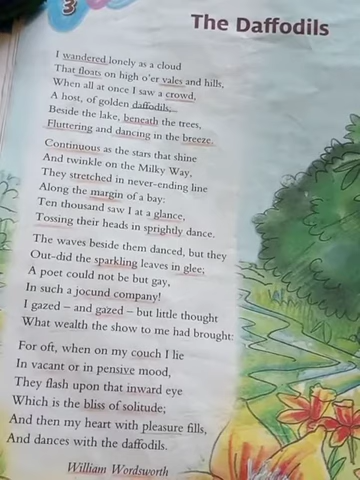 3
The Daffodils
I wandered lonely as a cloud
That floats on high o'er vales and hills,
When all at once I saw a crowd,
A host, of golden daffodils,
Beside the lake, beneath the trees,
Fluttering and dancing in the breeze.
Continuous as the stars that shine
And twinkle on the Milky Way,
They stretched in never-ending line
Along the margin of a bay:
Ten thousand saw I at a glance,
Tossing their heads in sprightly dance.
The waves beside them danced, but they
Out-did the sparkling leaves in glee;
A poet could not be but gay,
In such a jocund company!
I gazed – and gazed – but little thought
What wealth the show to me had brought:
For oft, when on my couch I lie
In vacant or in pensive mood,
They flash upon that inward eye
Which is the bliss of solitude;
And then my heart with pleasure fills,
And dances with the daffodils.
William Wordsworth